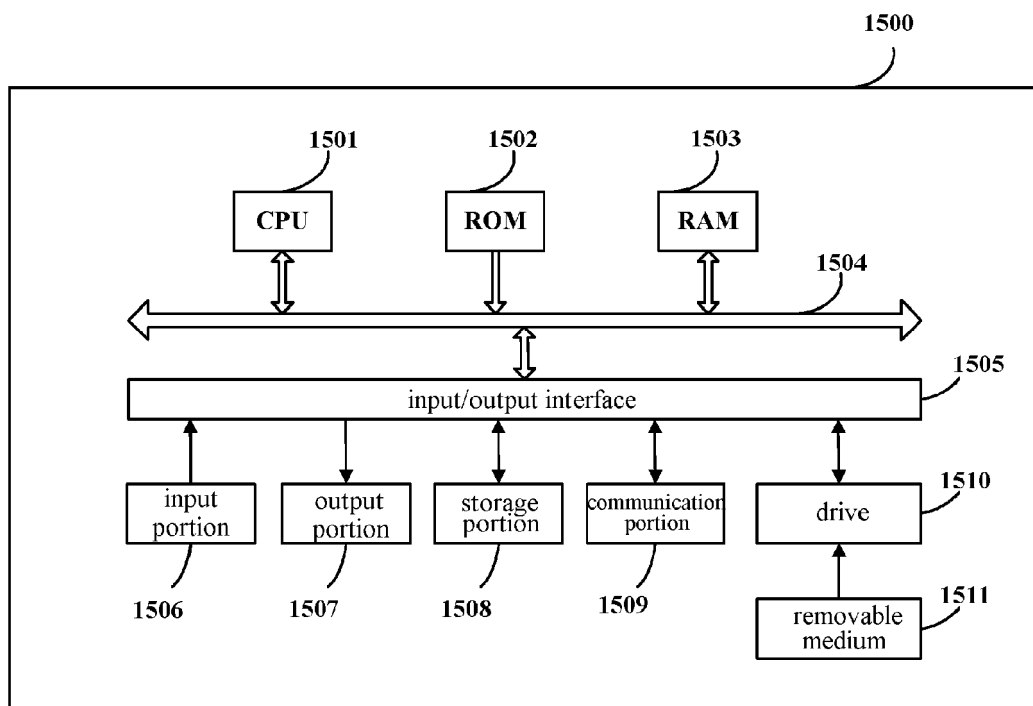 1500
1501
1502
1503
CPU
ROM
RAM
1504
1505
input/output interface
input
portion
output
portion
storage
portion
communication
portion
drive
1510
1506
1507
1508
1509
removable
medium
1511